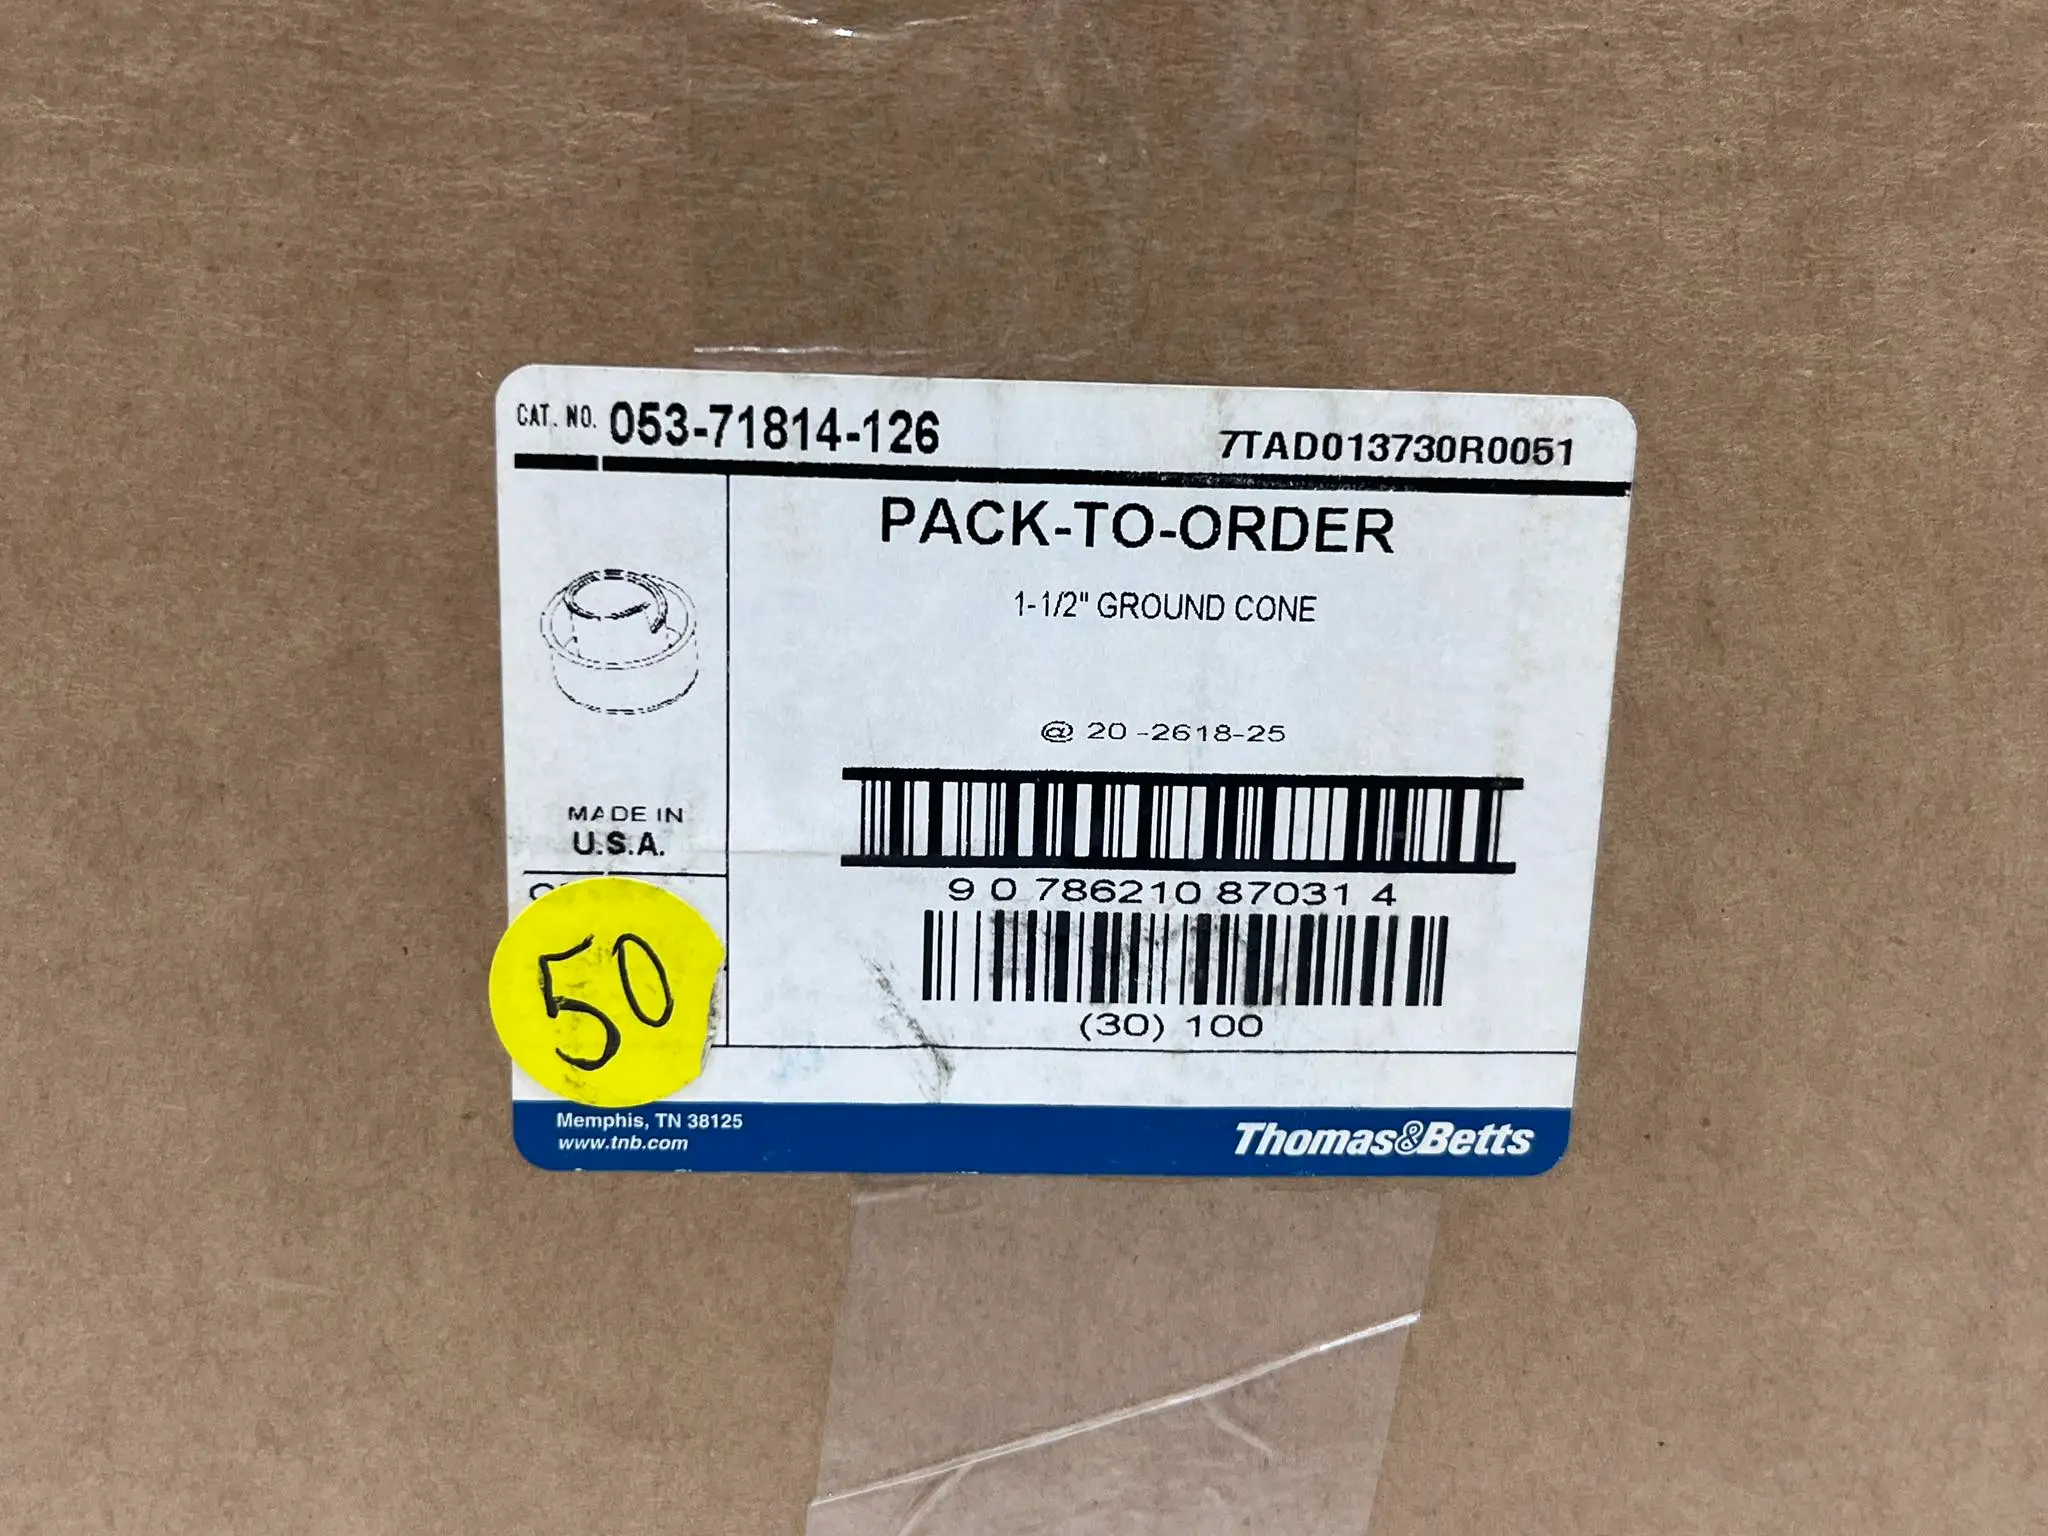 CAT. NO. 053-71814-126
7TAD013730R0051
PACK-TO-ORDER
1-1/2" GROUND CONE
@ 20 -2618-25
MADE IN
U.S.A.
9 0 786210 87031 4
(30) 100
50
Memphis, TN 38125
www.tnb.com
Thomas&Betts